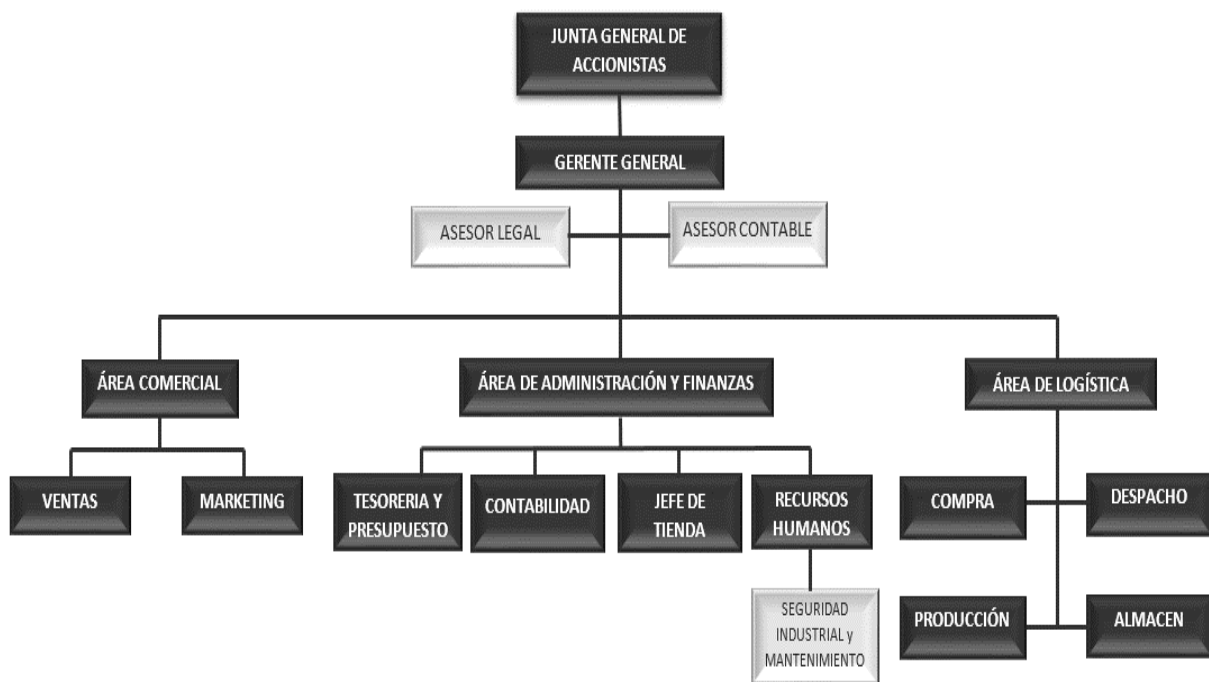 JUNTA GENERAL DE
ACCIONISTAS
GERENTE GENERAL
ASESOR LEGAL
ASESOR CONTABLE
ÁREA COMERCIAL
ÁREA DE ADMINISTRACIÓN Y FINANZAS
ÁREA DE LOGÍSTICA
VENTAS
MARKETING
TESORERIA Y
PRESUPUESTO
CONTABILIDAD
JEFE DE
TIENDA
RECURSOS
HUMANOS
COMPRA
DESPACHO
SEGURIDAD
INDUSTRIAL y
MANTENIMIENTO
PRODUCCIÓN
ALMACEN